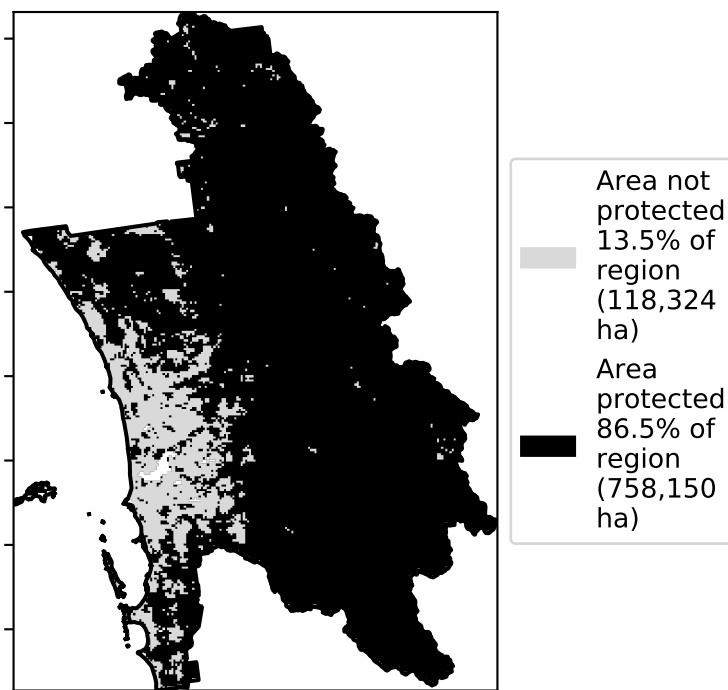 Area not
protected
13.5% of
region
(118,324
ha)
Area
protected
86.5% of
region
(758,150
ha)